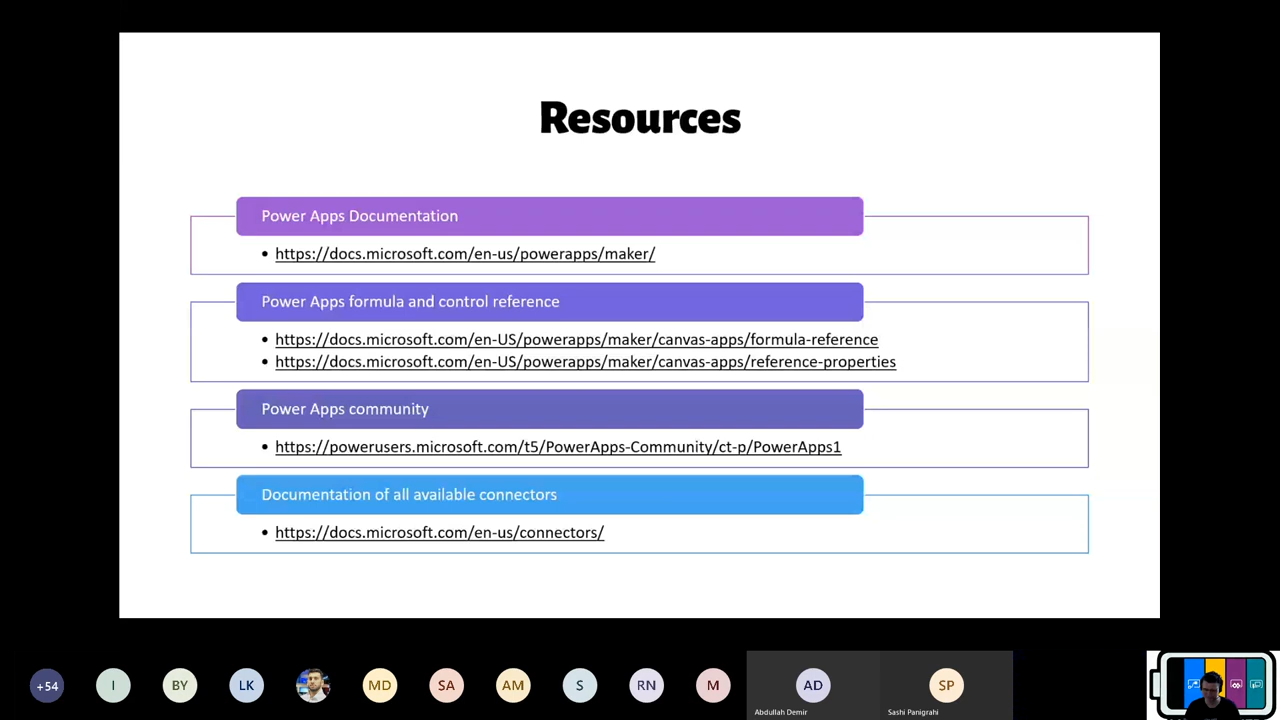 Resources
Power Apps Documentation
• https://docs.microsoft.com/en-us/powerapps/maker/
Power Apps formula and control reference
• https://docs.microsoft.com/en-US/powerapps/maker/canvas-apps/formula-reference
• https://docs.microsoft.com/en-US/powerapps/maker/canvas-apps/reference-properties
Power Apps community
• https://powerusers.microsoft.com/t5/PowerApps-Community/ct-p/PowerApps1
Documentation of all available connectors
• https://docs.microsoft.com/en-us/connectors/
+54 I BY LK MD SA AM S RN M AD SP
Abdullah Demir Sashi Panigrahi